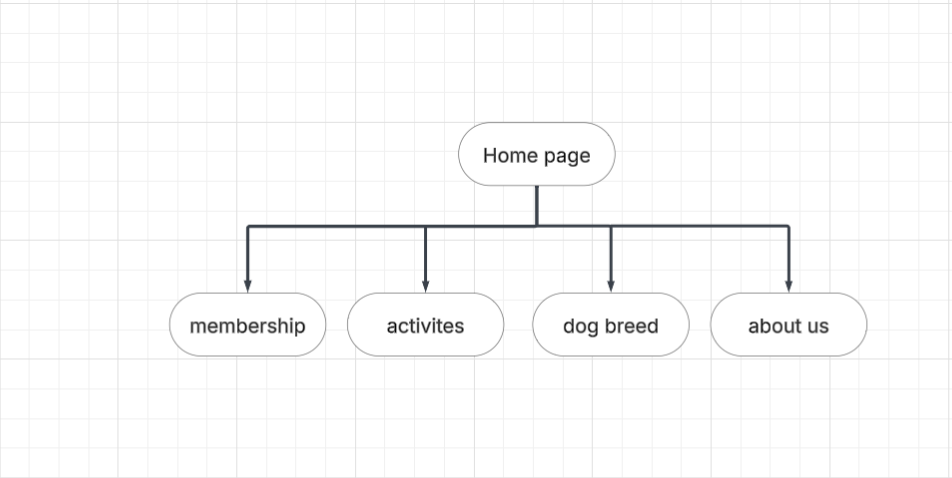 Home page
membership
activites
dog breed
about us